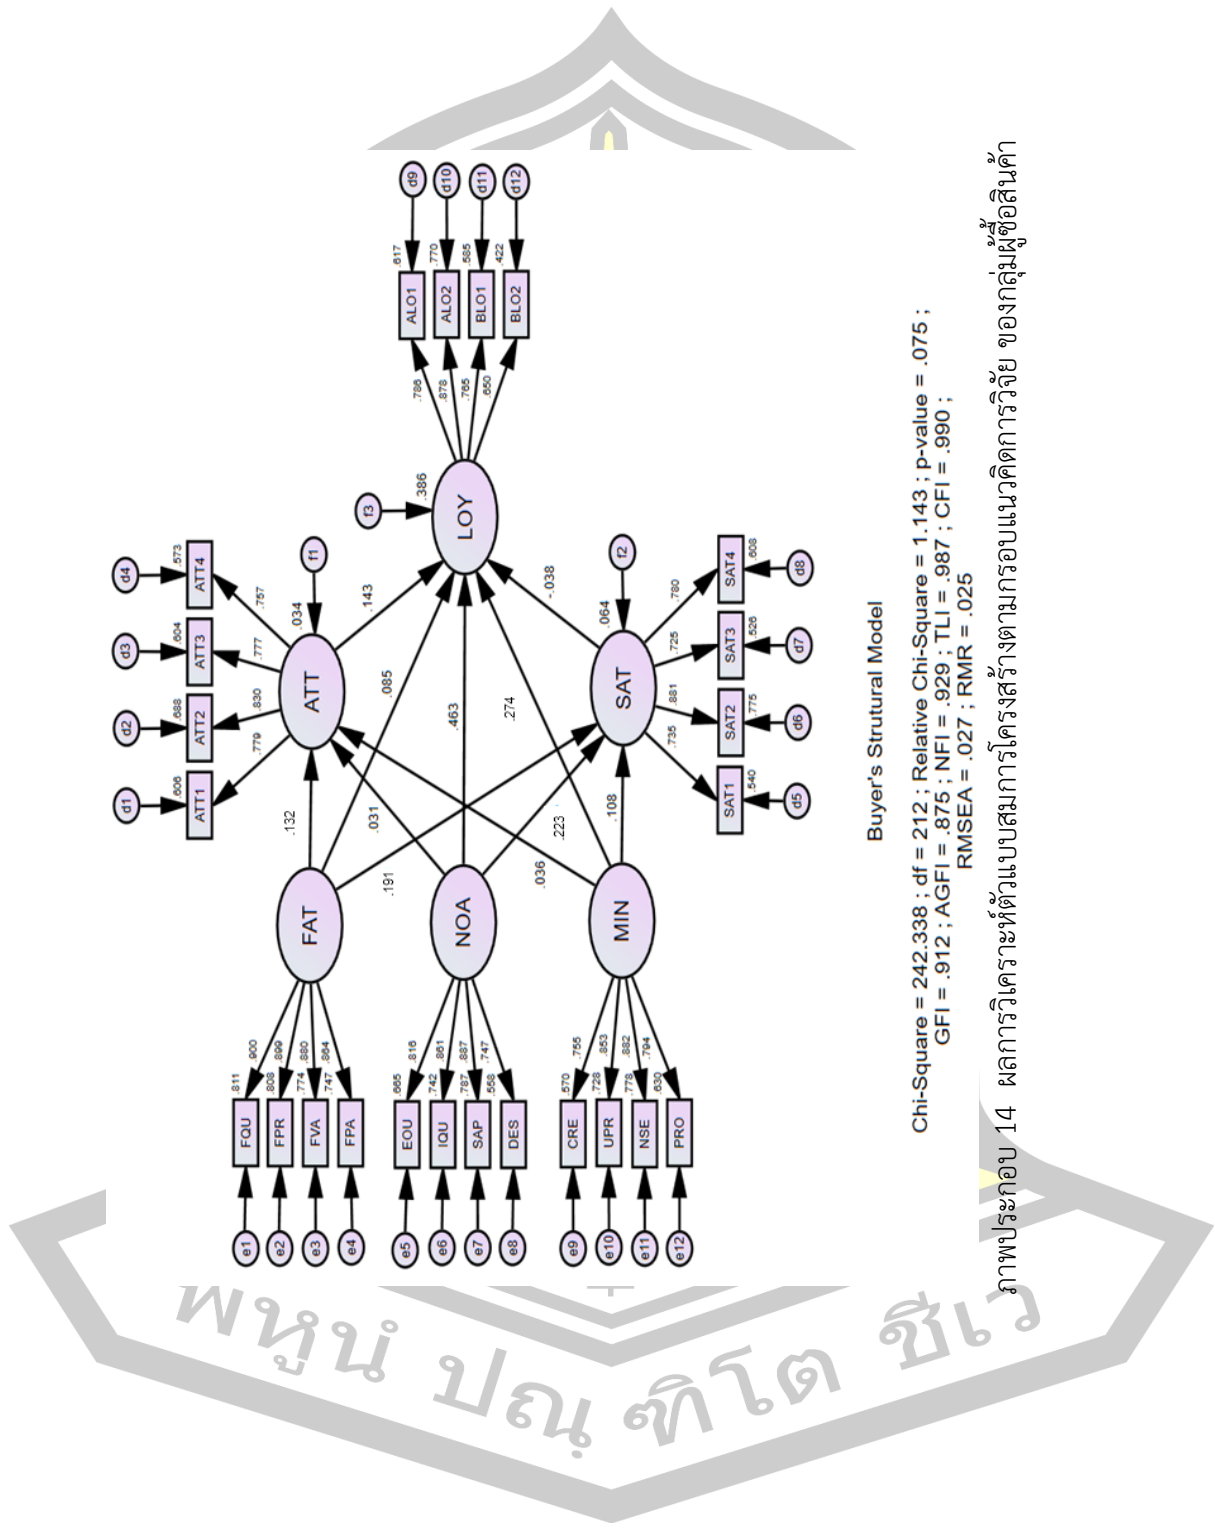 d1
d2
d3
d4
.606
.688
.604
.573
ATT1
ATT2
ATT3
ATT4
.779
.830
.777
.757
f1
.034
ATT
d9
d10
d11
d12
.617
.770
.585
.422
ALO1
ALO2
BLO1
BLO2
.786
.878
.765
.650
f3
.386
LOY
.143
.085
.463
.274
-.038
.132
.031
.036
.191
.223
.108
e1
e2
e3
e4
.811
.808
.774
.747
FQU
FPR
FVA
FPA
.900
.899
.880
.864
FAT
e5
e6
e7
e8
.665
.742
.787
.558
EOU
IQU
SAP
DES
.816
.861
.887
.747
NOA
e9
e10
e11
e12
.570
.728
.778
.630
CRE
UPR
NSE
PRO
.755
.853
.882
.794
MIN
f2
.064
SAT
.735
.881
.725
.780
SAT1
SAT2
SAT3
SAT4
.540
.775
.526
.608
d5
d6
d7
d8
Buyer's Strutural Model
Chi-Square = 242.338 ; df = 212 ; Relative Chi-Square = 1.143 ; p-value = .075 ;
GFI = .912 ; AGFI = .875 ; NFI = .929 ; TLI = .987 ; CFI = .990 ;
RMSEA = .027 ; RMR = .025
ภาพประกอบ 14 ผลการวิเคราะห์ตัวแบบสมการโครงสร้างตามกรอบแนวคิดการวิจัย ของกลุ่มผู้ซื้อสินค้า
พหูนํ ปณฺฑิโต ชีเว